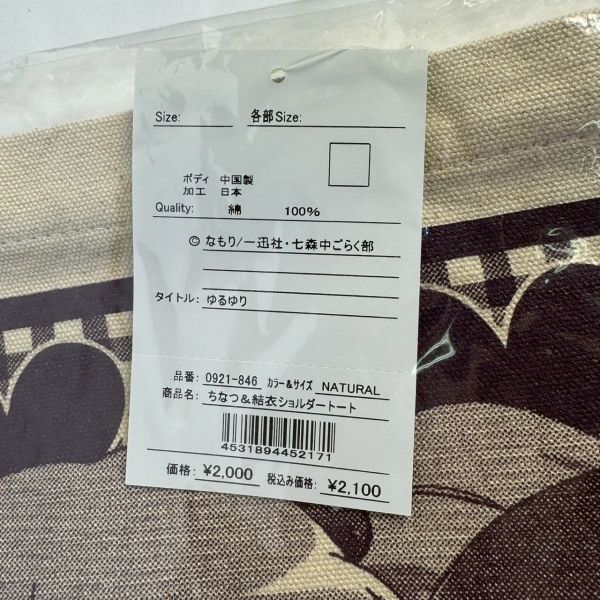 Size: 各部Size:
ボディ 中国製
加工 日本
Quality: 綿 100%
© なもり/一迅社・七森中ごらく部
タイトル: ゆるゆり
品番: 0921-846 カラー&サイズ NATURAL
商品名: ちなつ&結衣ショルダートート
4531894452171
価格: ¥2,000 税込み価格: ¥2,100